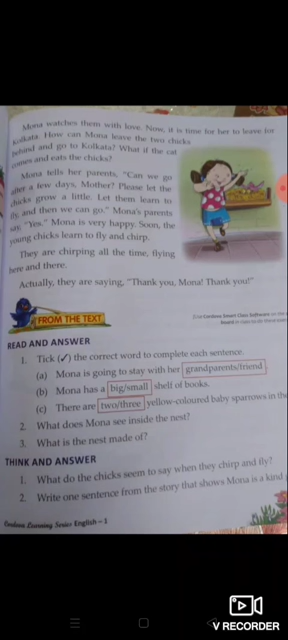 Mona watches them with love. Now, it is time for her to leave for
Kolkata. How can Mona leave the two chicks
behind and go to Kolkata? What if the cat
comes and eats the chicks?
Mona tells her parents, "Can we go
after a few days, Mother? Please let the
chicks grow a little. Let them learn to
fly, and then we can go." Mona's parents
say, "Yes." Mona is very happy. Soon, the
young chicks learn to fly and chirp.
They are chirping all the time, flying
here and there.
Actually, they are saying, "Thank you, Mona! Thank you!"
Cordova Smart Class Software on the
FROM THE TEXT
READ AND ANSWER
1. Tick (✓) the correct word to complete each sentence.
(a) Mona is going to stay with her grandparents/friend.
(b) Mona has a big/small shelf of books.
(c) There are two/three yellow-coloured baby sparrows in the
2. What does Mona see inside the nest?
3. What is the nest made of?
THINK AND ANSWER
1. What do the chicks seem to say when they chirp and fly?
2. Write one sentence from the story that shows Mona is a kind
Cordova Learning Series English – 1
V RECORDER